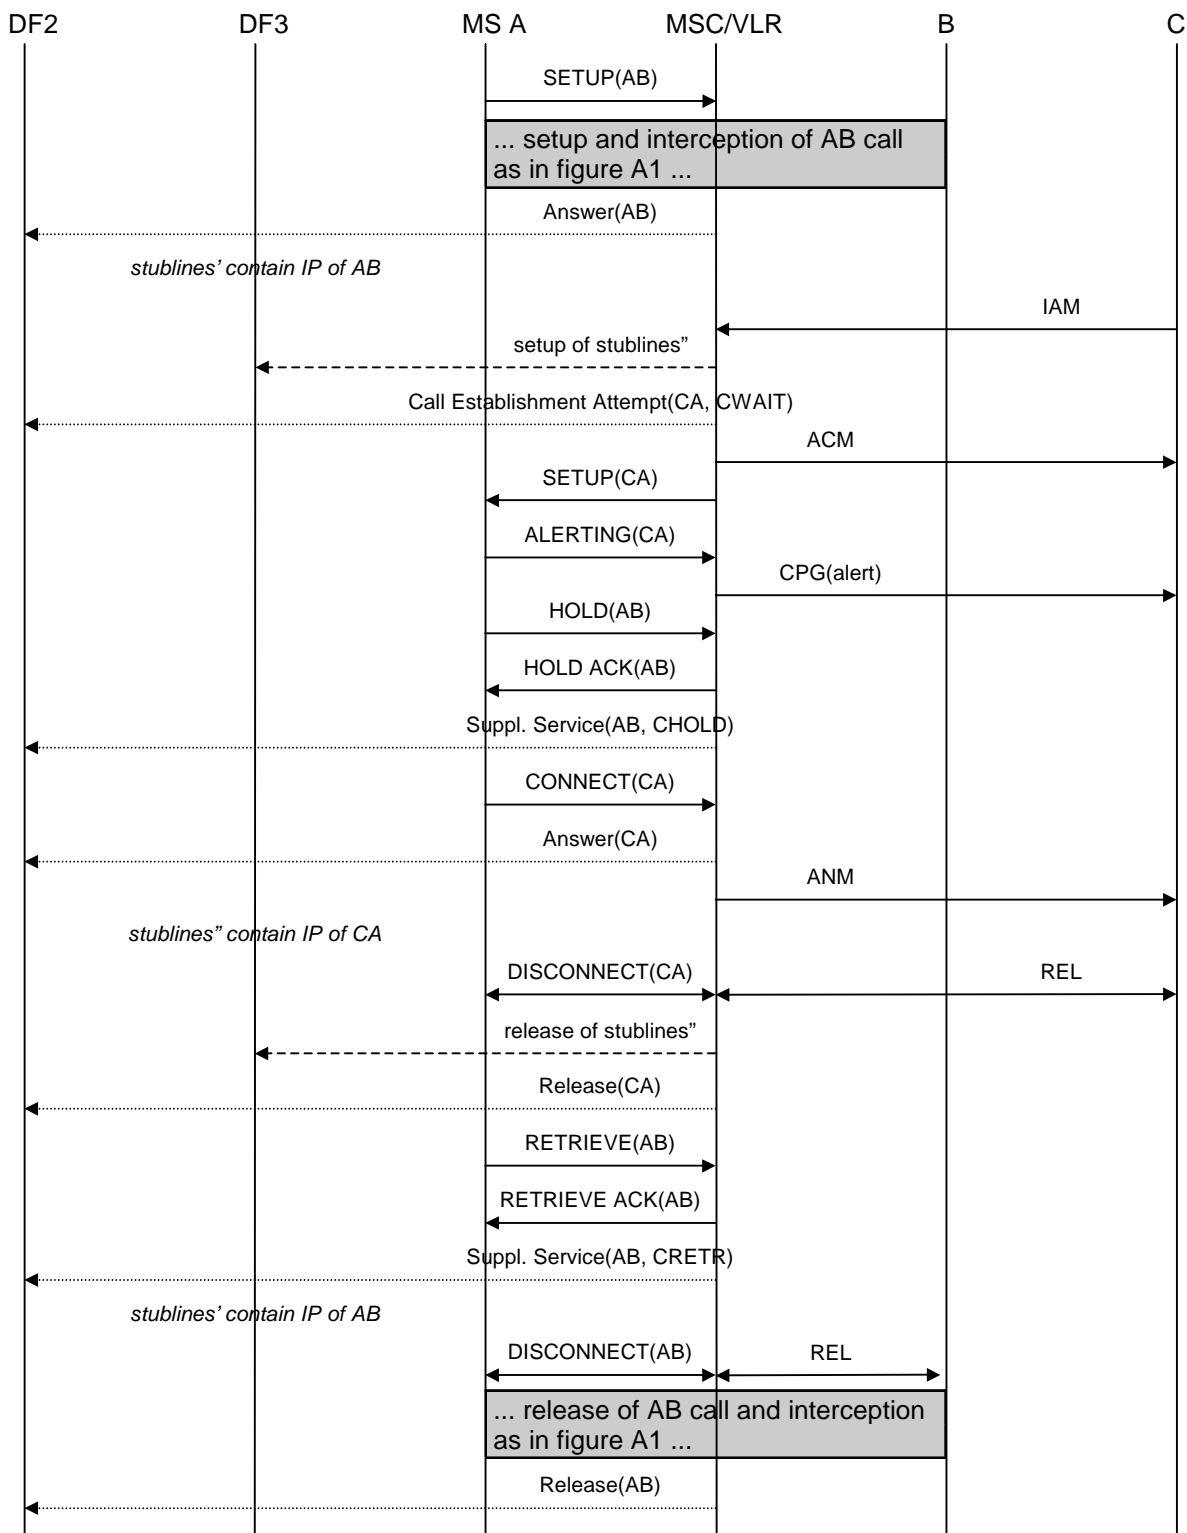 DF2 DF3 MS A MSC/VLR B C
SETUP(AB)
... setup and interception of AB call
as in figure A1 ...
Answer(AB)
stublines’ contain IP of AB
IAM
setup of stublines”
Call Establishment Attempt(CA, CWAIT)
ACM
SETUP(CA)
ALERTING(CA)
CPG(alert)
HOLD(AB)
HOLD ACK(AB)
Suppl. Service(AB, CHOLD)
CONNECT(CA)
Answer(CA)
ANM
stublines” contain IP of CA
DISCONNECT(CA) REL
release of stublines”
Release(CA)
RETRIEVE(AB)
RETRIEVE ACK(AB)
Suppl. Service(AB, CRETR)
stublines’ contain IP of AB
DISCONNECT(AB) REL
... release of AB call and interception
as in figure A1 ...
Release(AB)